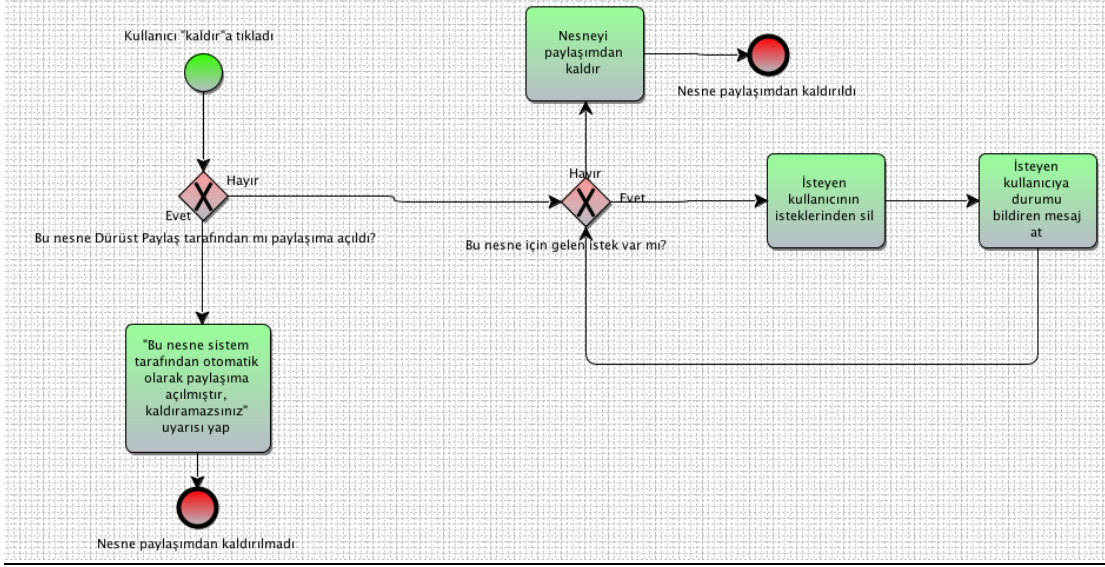 Kullanıcı "kaldır"a tıkladı
Hayır
Evet
Bu nesne Dürüst Paylaş tarafından mı paylaşıma açıldı?
"Bu nesne sistem
tarafından otomatik
olarak paylaşıma
açılmıştır,
kaldıramazsınız"
uyarısı yap
Nesne paylaşımdan kaldırılmadı
Nesneyi
paylaşımdan
kaldır
Nesne paylaşımdan kaldırıldı
Hayır
Evet
Bu nesne için gelen istek var mı?
İsteyen
kullanıcının
isteklerinden sil
İsteyen
kullanıcıya
durumu
bildiren mesaj
at